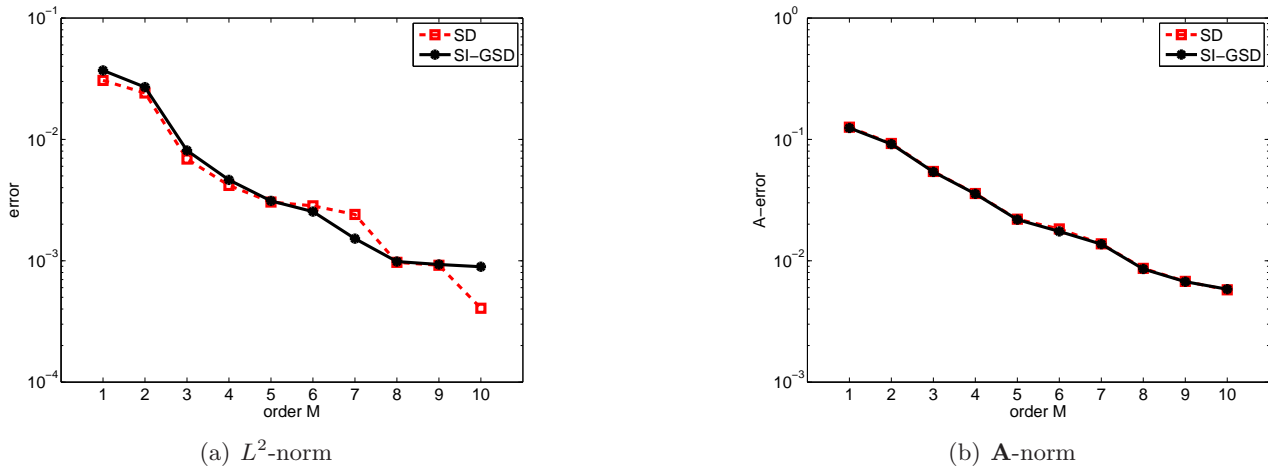 10^{-1}
10^{-2}
10^{-3}
10^{-4}
error
1 2 3 4 5 6 7 8 9 10
order M
SD
SI−GSD
(a) L^2-norm
10^0
10^{-1}
10^{-2}
10^{-3}
A−error
1 2 3 4 5 6 7 8 9 10
order M
SD
SI−GSD
(b) A-norm